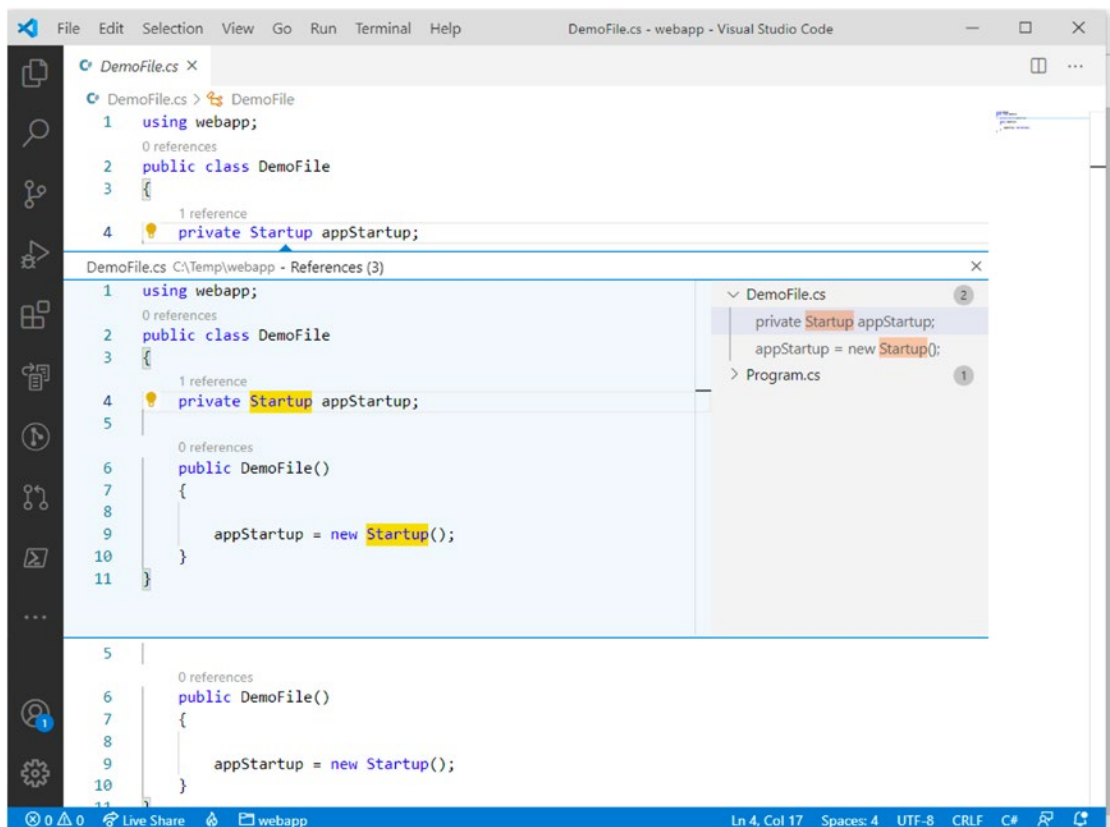 File Edit Selection View Go Run Terminal Help DemoFile.cs - webapp - Visual Studio Code
DemoFile.cs
DemoFile.cs > DemoFile
1 using webapp;
0 references
2 public class DemoFile
3 {
1 reference
4 private Startup appStartup;
DemoFile.cs C:\Temp\webapp - References (3)
1 using webapp;
0 references
2 public class DemoFile
3 {
1 reference
4 private Startup appStartup;
5
0 references
6 public DemoFile()
7 {
8
9 appStartup = new Startup();
10 }
11 }
DemoFile.cs 2
private Startup appStartup;
appStartup = new Startup();
Program.cs 1
5
0 references
6 public DemoFile()
7 {
8
9 appStartup = new Startup();
10 }
11 }
1
0 0 Live Share webapp Ln 4, Col 17 Spaces: 4 UTF-8 CRLF C#